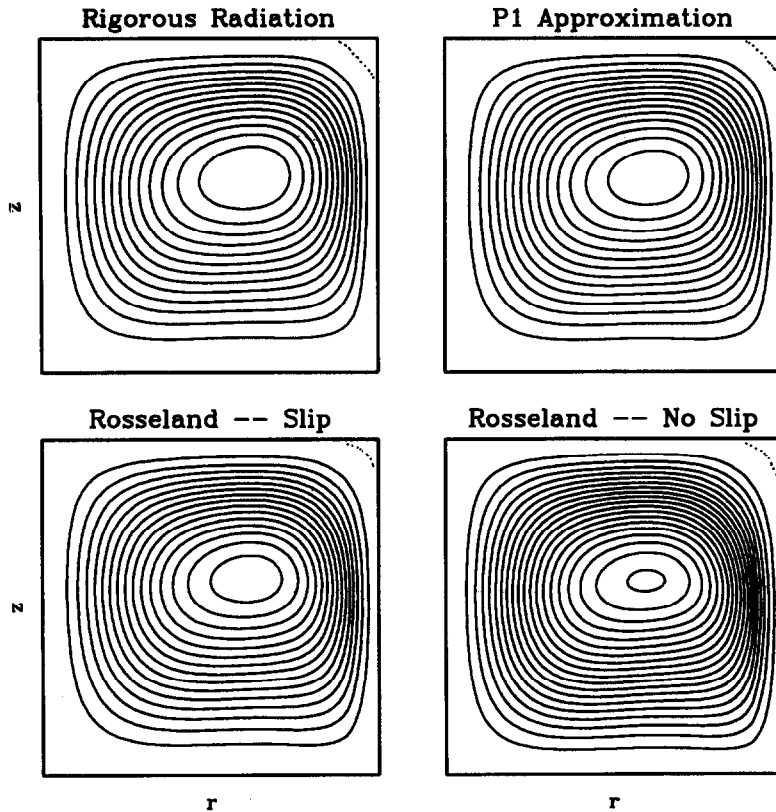 Rigorous Radiation
P1 Approximation
z
Rosseland -- Slip
Rosseland -- No Slip
z
r
r